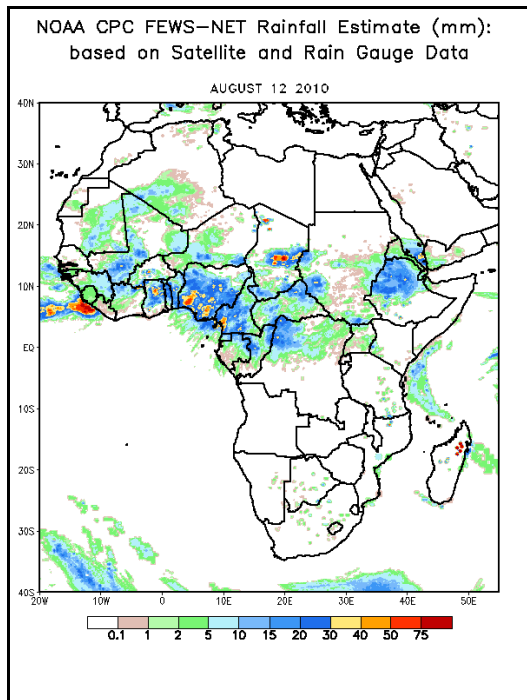 NOAA CPC FEWS-NET Rainfall Estimate (mm):
based on Satellite and Rain Gauge Data
AUGUST 12 2010
40N
30N
20N
10N
EQ
10S
20S
30S
40S
20W 10W 0 10E 20E 30E 40E 50E
0.1 1 2 5 10 15 20 30 40 50 75